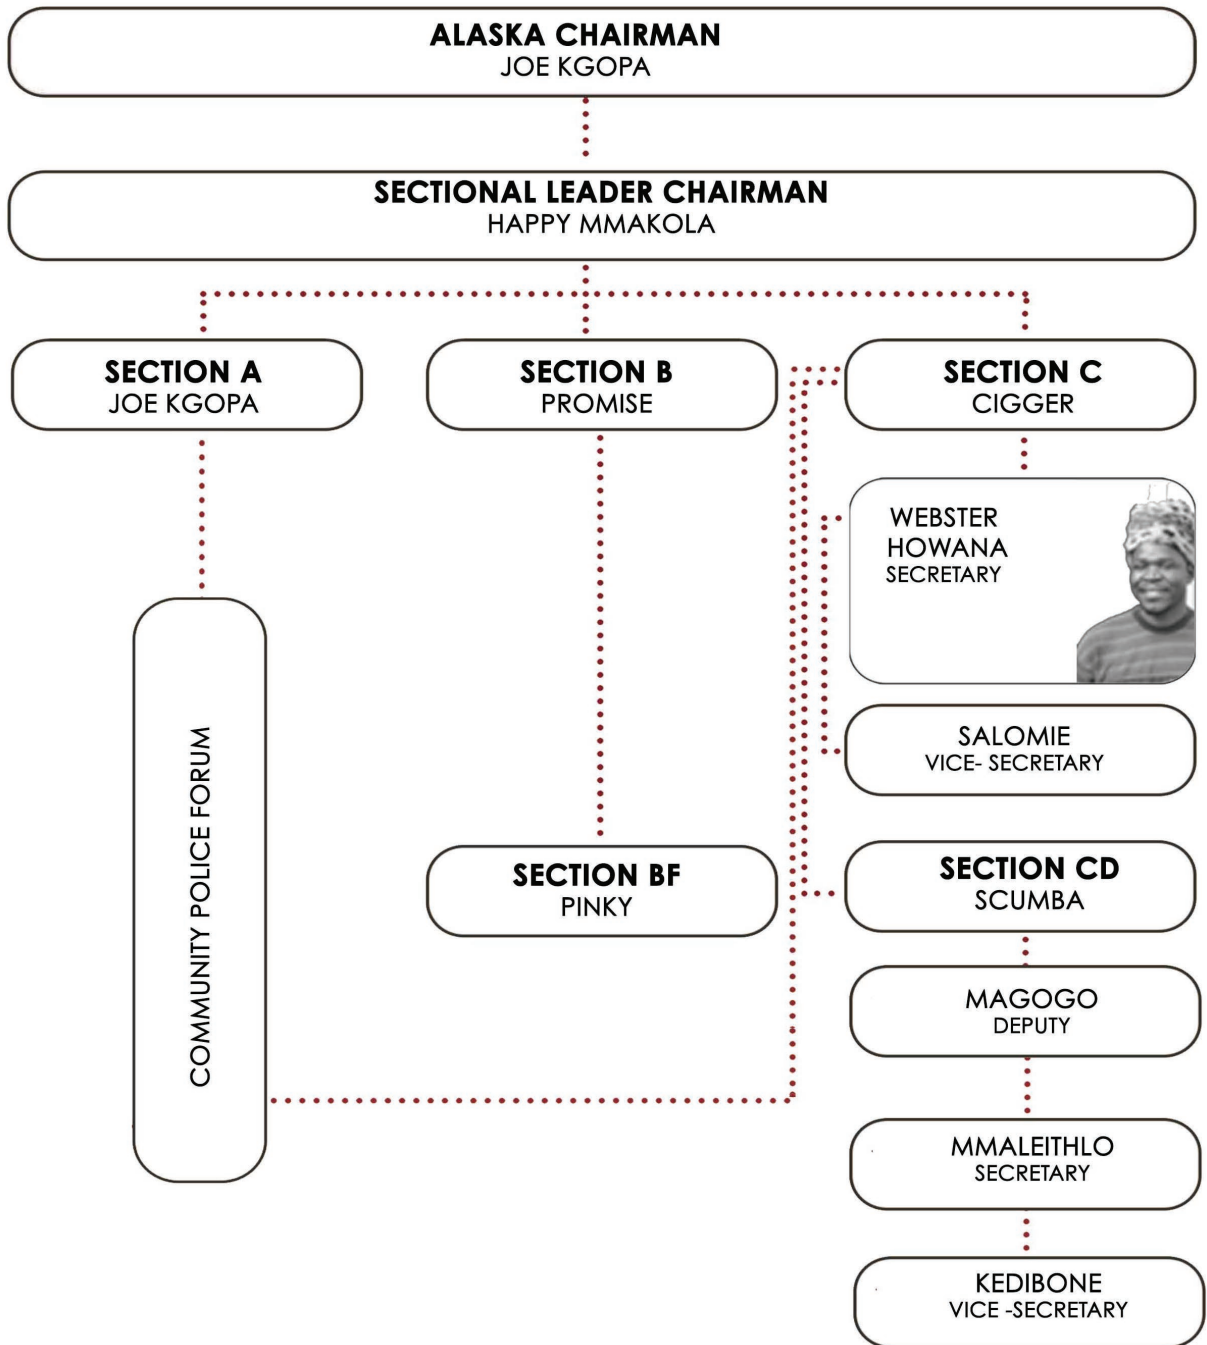 ALASKA CHAIRMAN
JOE KGOPA
SECTIONAL LEADER CHAIRMAN
HAPPY MMAKOLA
SECTION A
JOE KGOPA
SECTION B
PROMISE
SECTION C
CIGGER
WEBSTER
HOWANA
SECRETARY
SALOMIE
VICE- SECRETARY
COMMUNITY POLICE FORUM
SECTION BF
PINKY
SECTION CD
SCUMBA
MAGOGO
DEPUTY
MMALEITHLO
SECRETARY
KEDIBONE
VICE -SECRETARY